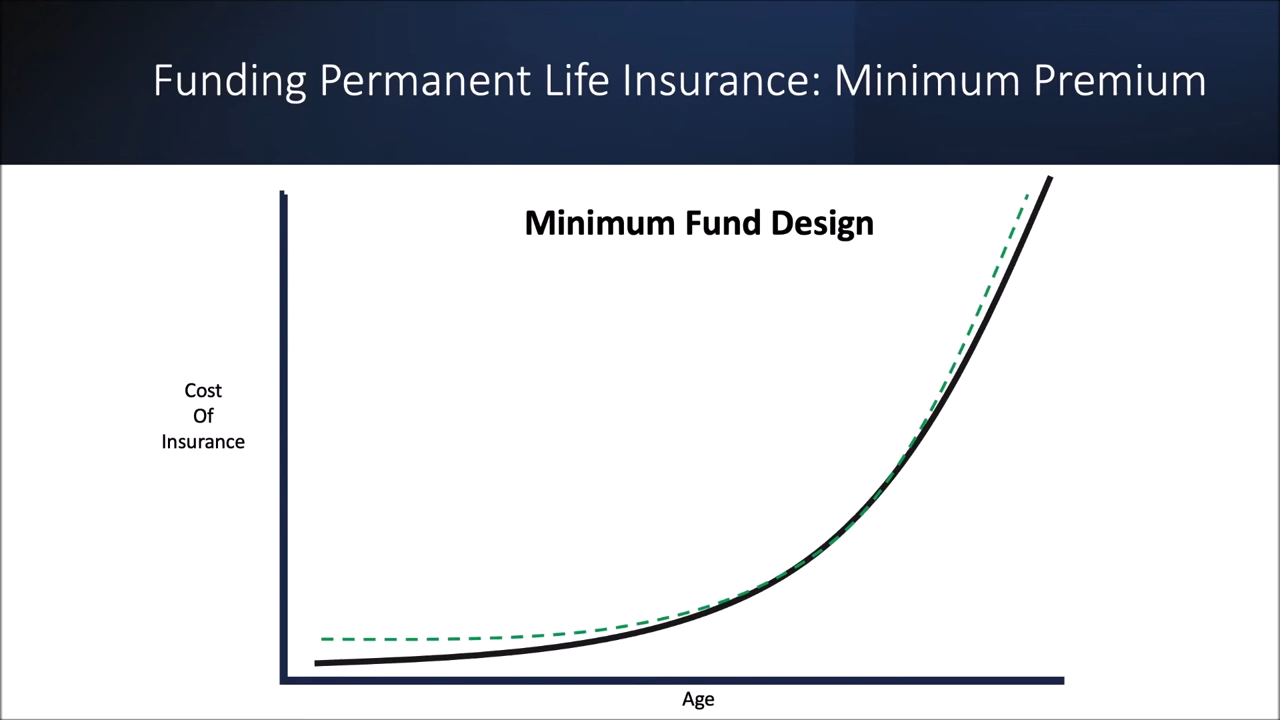 Funding Permanent Life Insurance: Minimum Premium
Minimum Fund Design
Cost
Of
Insurance
Age